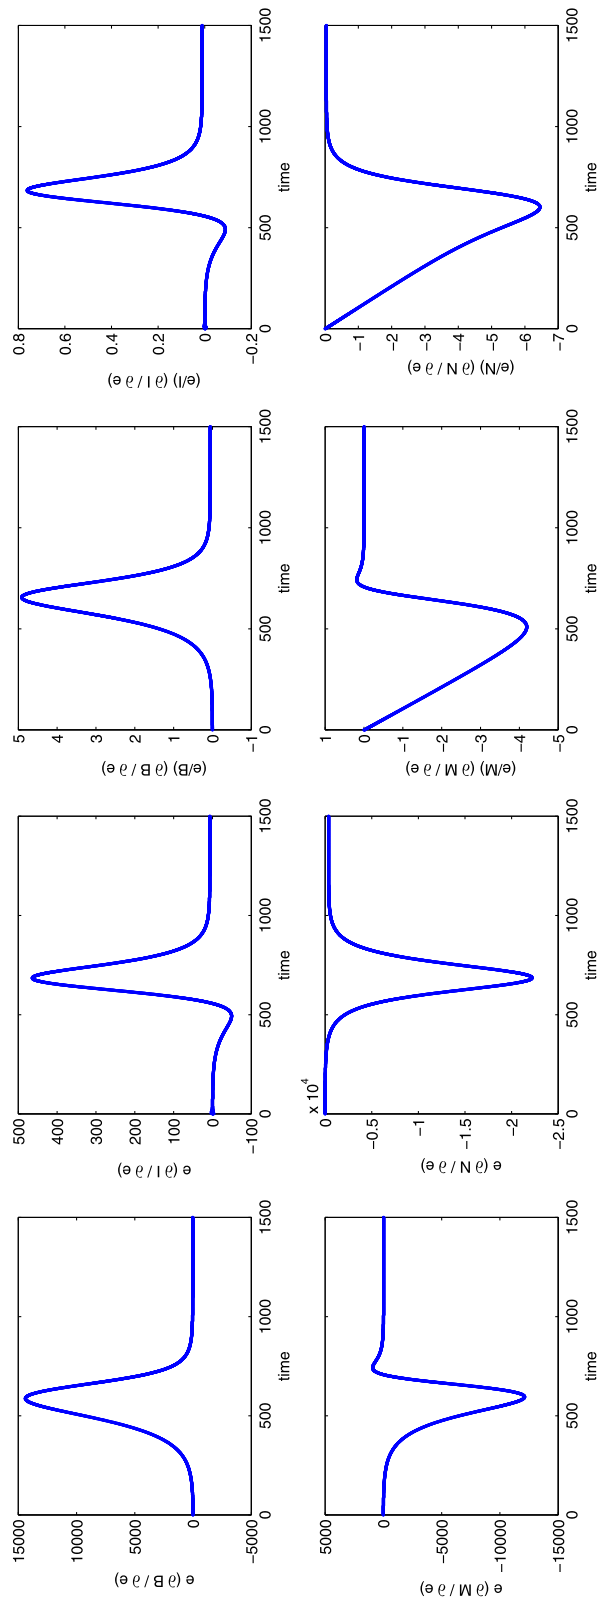 15000
10000
5000
0
−5000
e (∂ B / ∂ e)
0 500 1000 1500
time
500
400
300
200
100
0
−100
e (∂ I / ∂ e)
0 500 1000 1500
time
5
4
3
2
1
0
−1
(e/B) (∂ B / ∂ e)
0 500 1000 1500
time
0.8
0.6
0.4
0.2
0
−0.2
(e/I) (∂ I / ∂ e)
0 500 1000 1500
time
5000
0
−5000
−10000
−15000
e (∂ M / ∂ e)
0 500 1000 1500
time
x 10⁴
0
−0.5
−1
−1.5
−2
−2.5
e (∂ N / ∂ e)
0 500 1000 1500
time
1
0
−1
−2
−3
−4
−5
(e/M) (∂ M / ∂ e)
0 500 1000 1500
time
0
−1
−2
−3
−4
−5
−6
−7
(e/N) (∂ N / ∂ e)
0 500 1000 1500
time